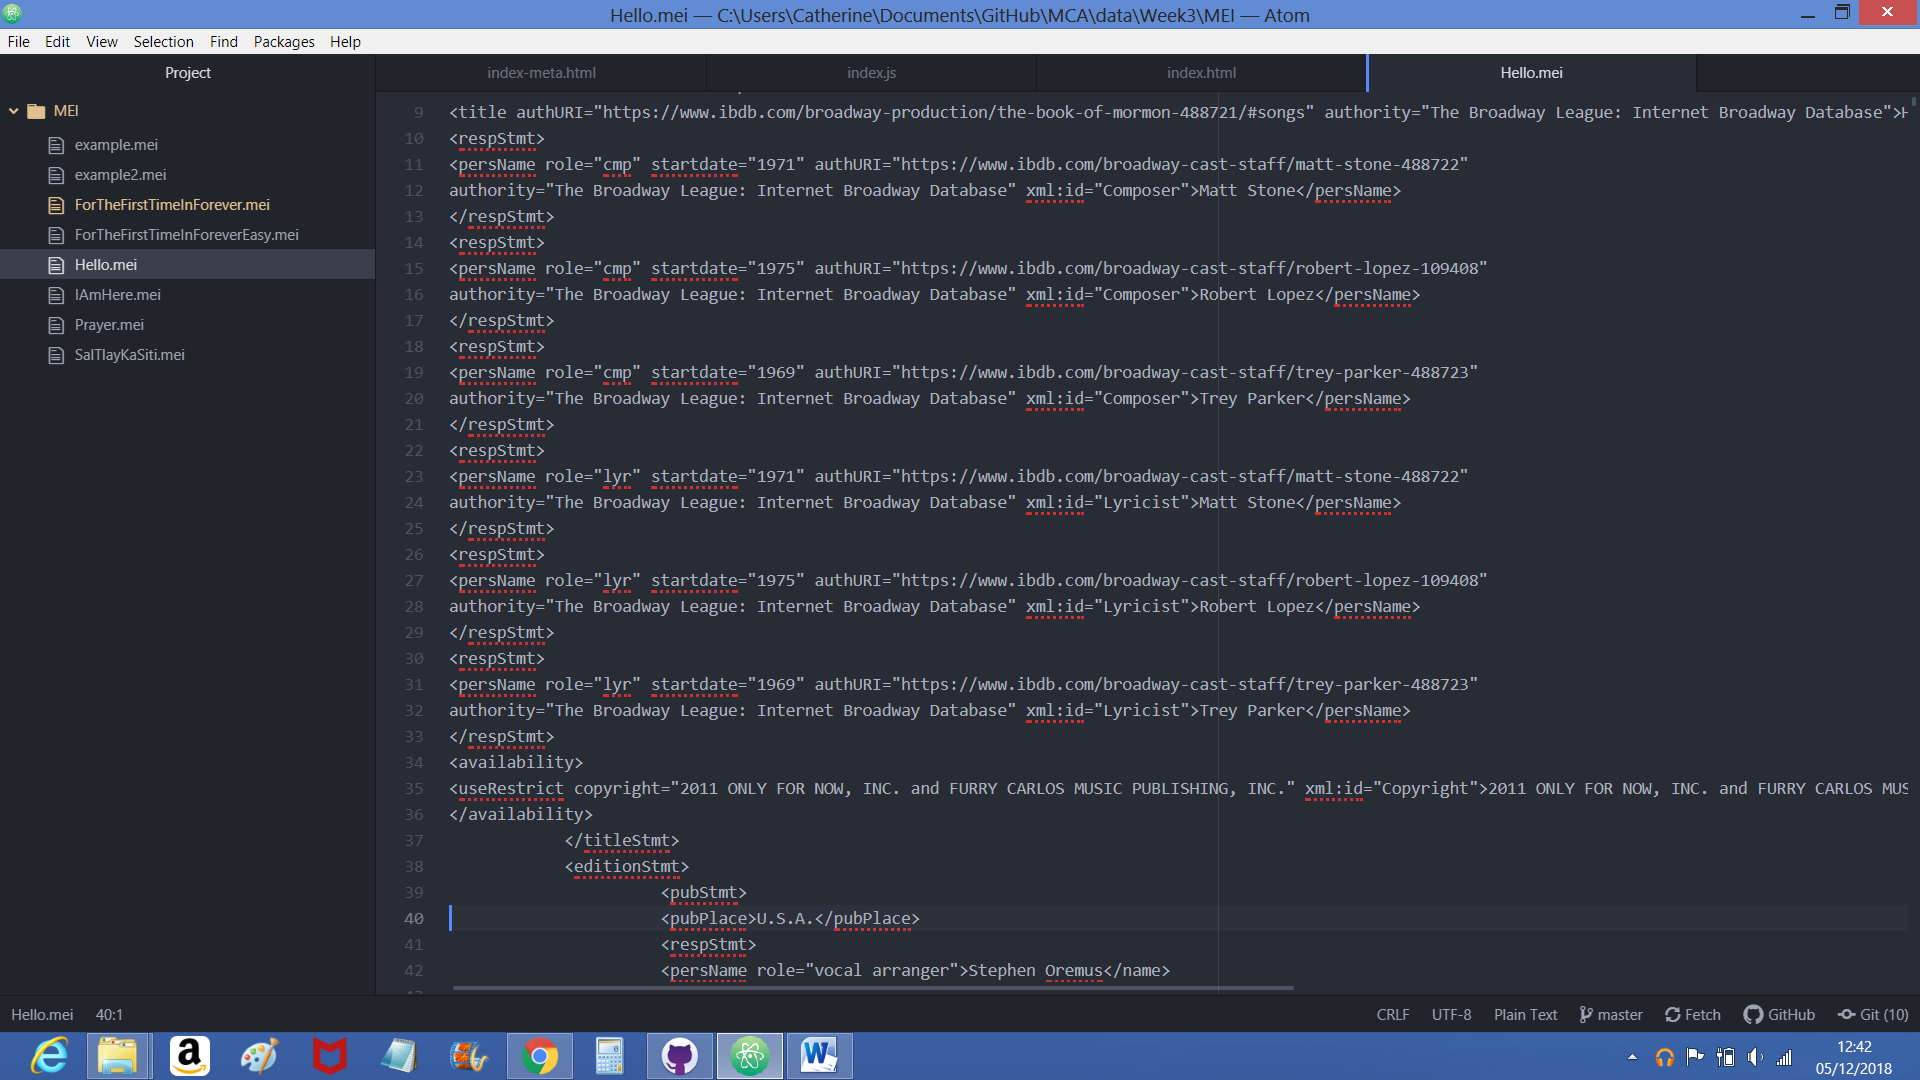 Hello.mei — C:\Users\Catherine\Documents\GitHub\MCA\data\Week3\MEI — Atom
File Edit View Selection Find Packages Help
Project
index-meta.html index.js index.html Hello.mei
MEI
example.mei
example2.mei
ForTheFirstTimeInForever.mei
ForTheFirstTimeInForeverEasy.mei
Hello.mei
IAmHere.mei
Prayer.mei
SalTlayKaSiti.mei
9 <title authURI="https://www.ibdb.com/broadway-production/the-book-of-mormon-488721/#songs" authority="The Broadway League: Internet Broadway Database">H
10 <respStmt>
11 <persName role="cmp" startdate="1971" authURI="https://www.ibdb.com/broadway-cast-staff/matt-stone-488722"
12 authority="The Broadway League: Internet Broadway Database" xml:id="Composer">Matt Stone</persName>
13 </respStmt>
14 <respStmt>
15 <persName role="cmp" startdate="1975" authURI="https://www.ibdb.com/broadway-cast-staff/robert-lopez-109408"
16 authority="The Broadway League: Internet Broadway Database" xml:id="Composer">Robert Lopez</persName>
17 </respStmt>
18 <respStmt>
19 <persName role="cmp" startdate="1969" authURI="https://www.ibdb.com/broadway-cast-staff/trey-parker-488723"
20 authority="The Broadway League: Internet Broadway Database" xml:id="Composer">Trey Parker</persName>
21 </respStmt>
22 <respStmt>
23 <persName role="lyr" startdate="1971" authURI="https://www.ibdb.com/broadway-cast-staff/matt-stone-488722"
24 authority="The Broadway League: Internet Broadway Database" xml:id="Lyricist">Matt Stone</persName>
25 </respStmt>
26 <respStmt>
27 <persName role="lyr" startdate="1975" authURI="https://www.ibdb.com/broadway-cast-staff/robert-lopez-109408"
28 authority="The Broadway League: Internet Broadway Database" xml:id="Lyricist">Robert Lopez</persName>
29 </respStmt>
30 <respStmt>
31 <persName role="lyr" startdate="1969" authURI="https://www.ibdb.com/broadway-cast-staff/trey-parker-488723"
32 authority="The Broadway League: Internet Broadway Database" xml:id="Lyricist">Trey Parker</persName>
33 </respStmt>
34 <availability>
35 <useRestrict copyright="2011 ONLY FOR NOW, INC. and FURRY CARLOS MUSIC PUBLISHING, INC." xml:id="Copyright">2011 ONLY FOR NOW, INC. and FURRY CARLOS MUS
36 </availability>
37 </titleStmt>
38 <editionStmt>
39 <pubStmt>
40 <pubPlace>U.S.A.</pubPlace>
41 <respStmt>
42 <persName role="vocal arranger">Stephen Oremus</name>
Hello.mei 40:1 CRLF UTF-8 Plain Text master Fetch GitHub Git (10)
12:42
05/12/2018